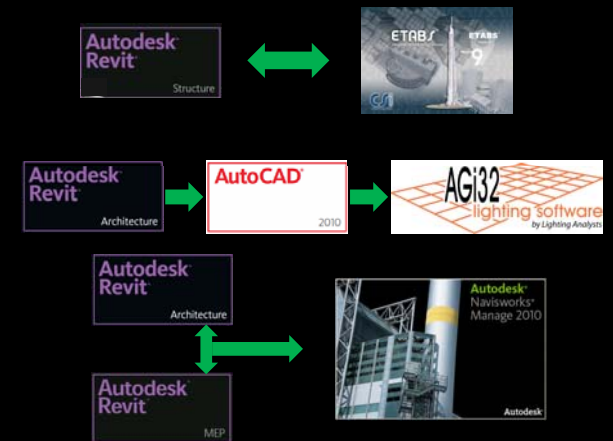 Autodesk
Revit
Structure
ETABS
ETABS
9
CSi
Autodesk
Revit
Architecture
AutoCAD
2010
AGi32
lighting software
by Lighting Analysts
Autodesk
Revit
Architecture
Autodesk
Navisworks
Manage 2010
Autodesk
Autodesk
Revit
MEP